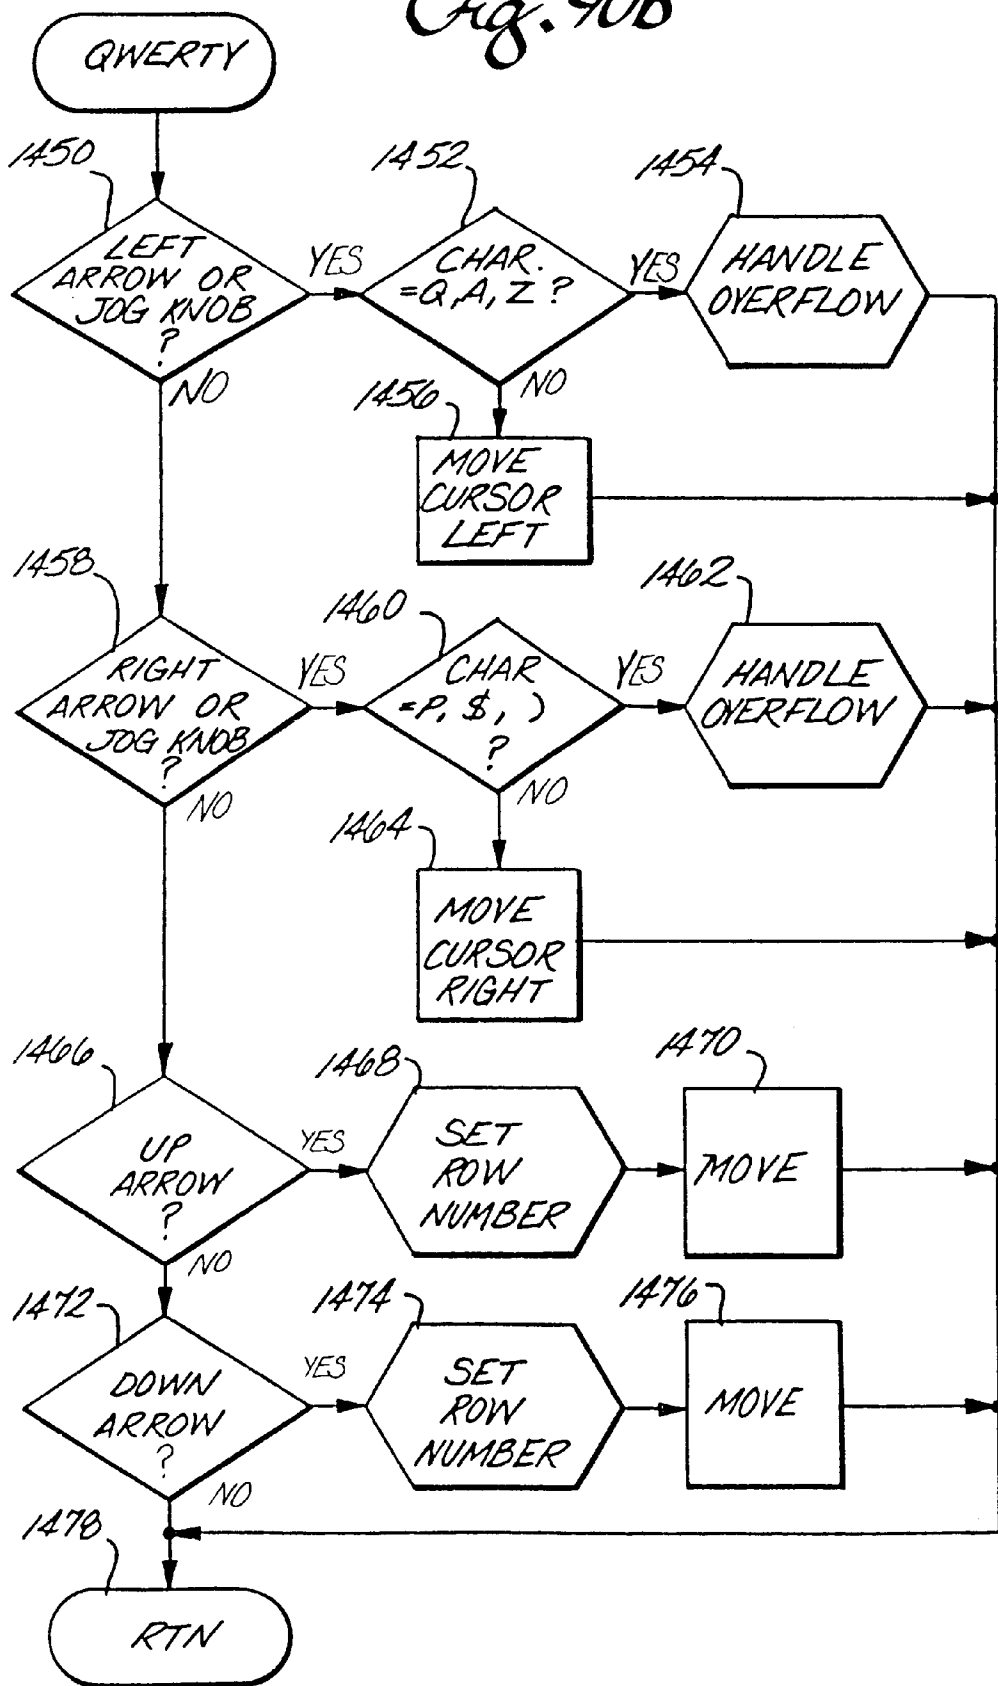 Fig. 40B
QWERTY
1450
LEFT
ARROW OR
JOG KNOB
?
YES
NO
1452
CHAR.
=Q,A,Z ?
YES
NO
1454
HANDLE
OVERFLOW
1456
MOVE
CURSOR
LEFT
1458
RIGHT
ARROW OR
JOG KNOB
?
YES
NO
1460
CHAR
=P, $, )
?
YES
NO
1462
HANDLE
OVERFLOW
1464
MOVE
CURSOR
RIGHT
1466
UP
ARROW
?
YES
NO
1468
SET
ROW
NUMBER
1470
MOVE
1472
DOWN
ARROW
?
YES
NO
1474
SET
ROW
NUMBER
1476
MOVE
1478
RTN